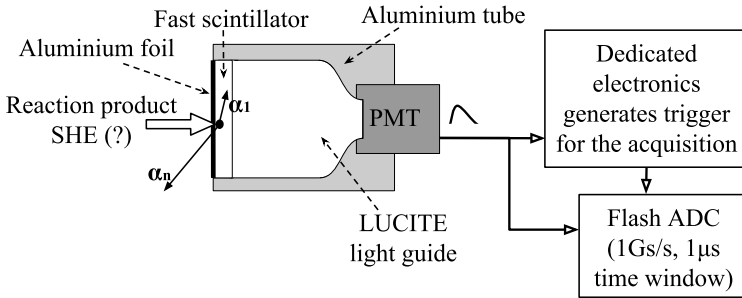 Fast scintillator
Aluminium tube
Aluminium foil
Reaction product
SHE (?)
α1
αn
PMT
LUCITE
light guide
Dedicated
electronics
generates trigger
for the acquisition
Flash ADC
(1Gs/s, 1μs
time window)